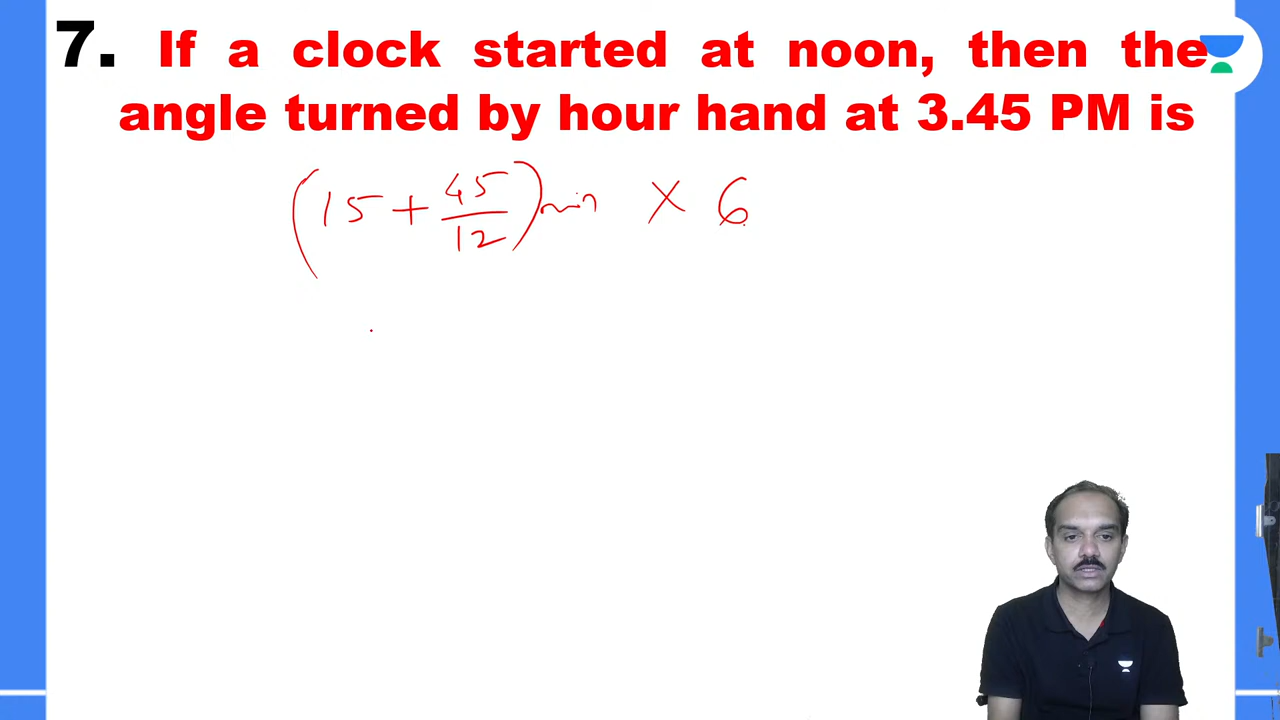 7. If a clock started at noon, then the
angle turned by hour hand at 3.45 PM is
(15 + 45/12) min × 6